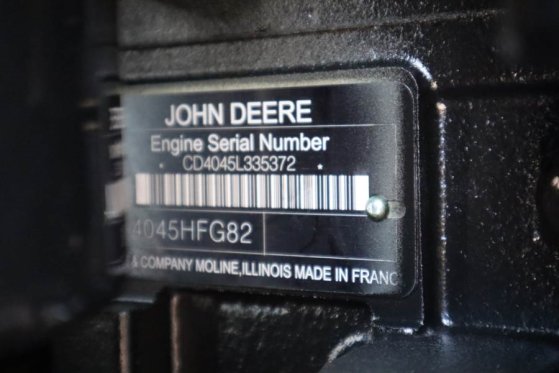 JOHN DEERE
Engine Serial Number
CD4045L335372
4045HFG82
& COMPANY MOLINE, ILLINOIS MADE IN FRANC